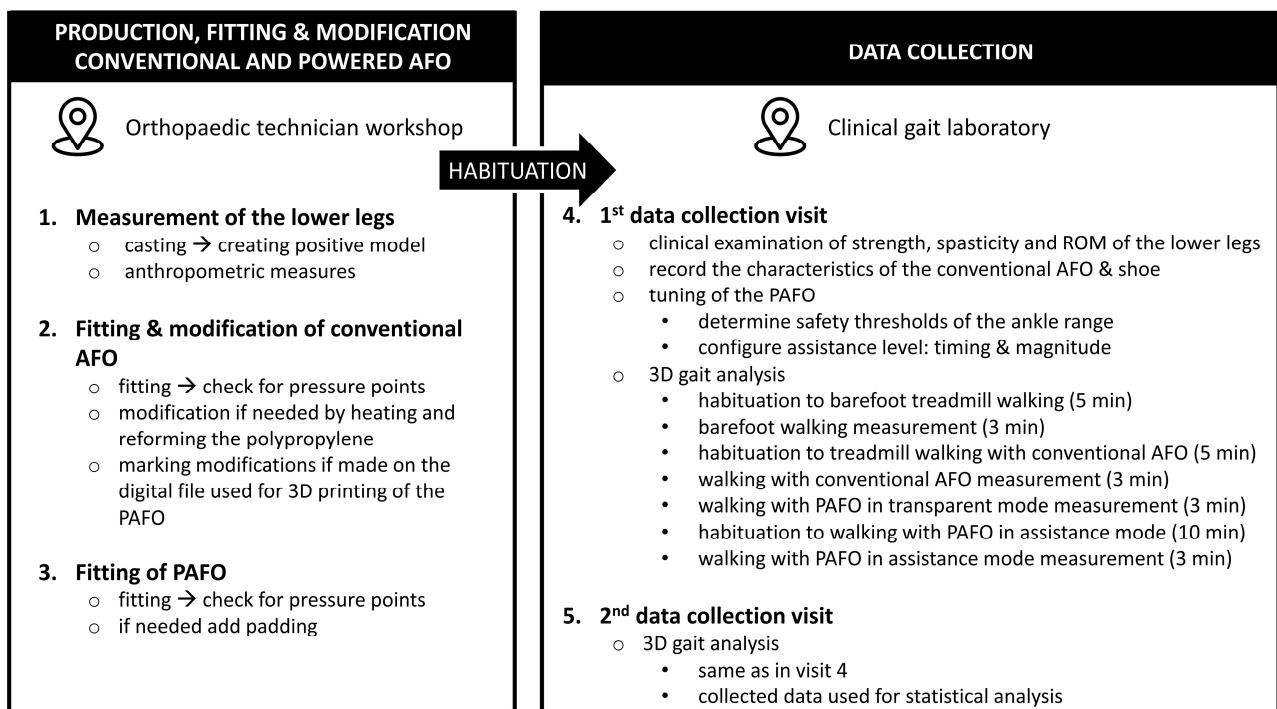 PRODUCTION, FITTING & MODIFICATION
CONVENTIONAL AND POWERED AFO
Orthopaedic technician workshop
1. Measurement of the lower legs
o casting → creating positive model
o anthropometric measures
2. Fitting & modification of conventional
AFO
o fitting → check for pressure points
o modification if needed by heating and
reforming the polypropylene
o marking modifications if made on the
digital file used for 3D printing of the
PAFO
3. Fitting of PAFO
o fitting → check for pressure points
o if needed add padding
HABITUATION
DATA COLLECTION
Clinical gait laboratory
4. 1st data collection visit
o clinical examination of strength, spasticity and ROM of the lower legs
o record the characteristics of the conventional AFO & shoe
o tuning of the PAFO
• determine safety thresholds of the ankle range
• configure assistance level: timing & magnitude
o 3D gait analysis
• habituation to barefoot treadmill walking (5 min)
• barefoot walking measurement (3 min)
• habituation to treadmill walking with conventional AFO (5 min)
• walking with conventional AFO measurement (3 min)
• walking with PAFO in transparent mode measurement (3 min)
• habituation to walking with PAFO in assistance mode (10 min)
• walking with PAFO in assistance mode measurement (3 min)
5. 2nd data collection visit
o 3D gait analysis
• same as in visit 4
• collected data used for statistical analysis